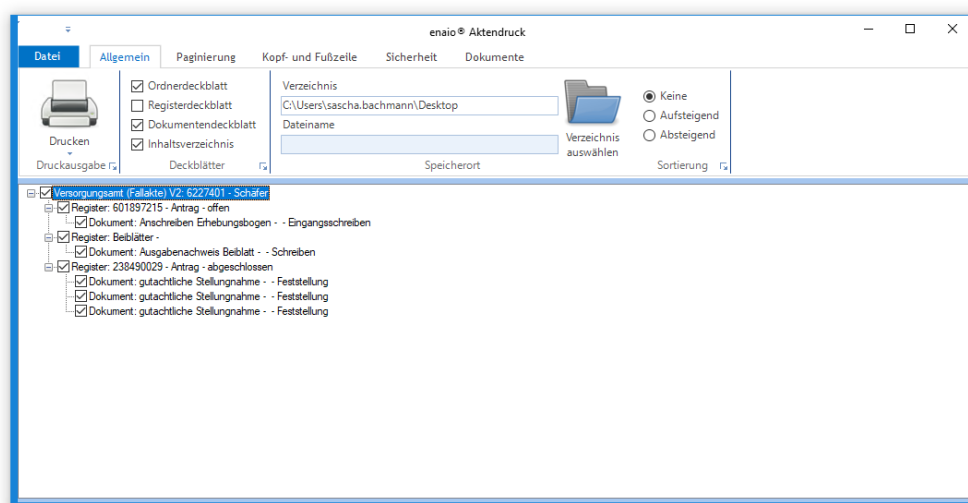 enaio® Aktendruck
Datei Allgemein Paginierung Kopf- und Fußzeile Sicherheit Dokumente
Drucken
Druckausgabe
Ordnerdeckblatt
Registerdeckblatt
Dokumentendeckblatt
Inhaltsverzeichnis
Deckblätter
Verzeichnis
C:\Users\sascha.bachmann\Desktop
Dateiname
Verzeichnis
auswählen
Speicherort
Keine
Aufsteigend
Absteigend
Sortierung
Versorgungsamt (Fallakte) V2: 6227401 - Schäfer
Register: 601897215 - Antrag - offen
Dokument: Anschreiben Erhebungsbogen - - Eingangsschreiben
Register: Beiblätter -
Dokument: Ausgabenachweis Beiblatt - - Schreiben
Register: 238490029 - Antrag - abgeschlossen
Dokument: gutachtliche Stellungnahme - - Feststellung
Dokument: gutachtliche Stellungnahme - - Feststellung
Dokument: gutachtliche Stellungnahme - - Feststellung